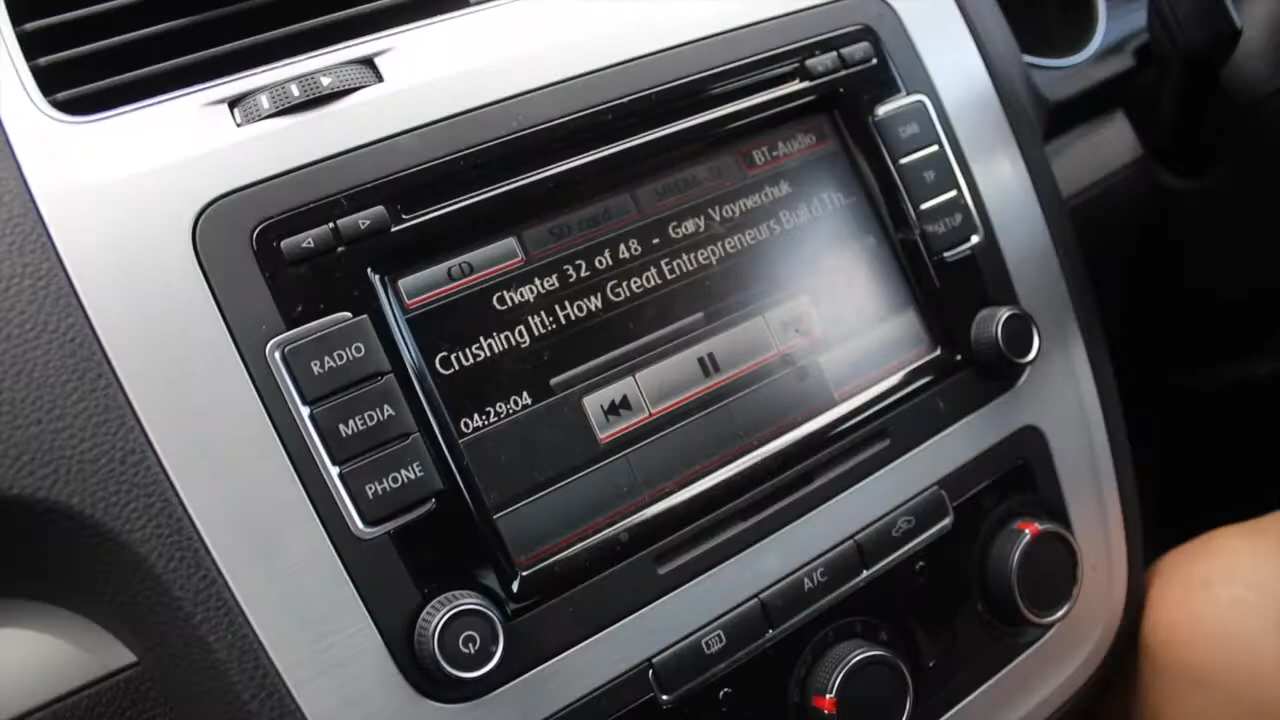 BT-Audio
MEDIA
SD card
CD
Chapter 32 of 48 - Gary Vaynerchuk
Crushing It!: How Great Entrepreneurs Build Th...
04:29:04
RADIO
MEDIA
PHONE
DAB
TP
SETUP
A/C